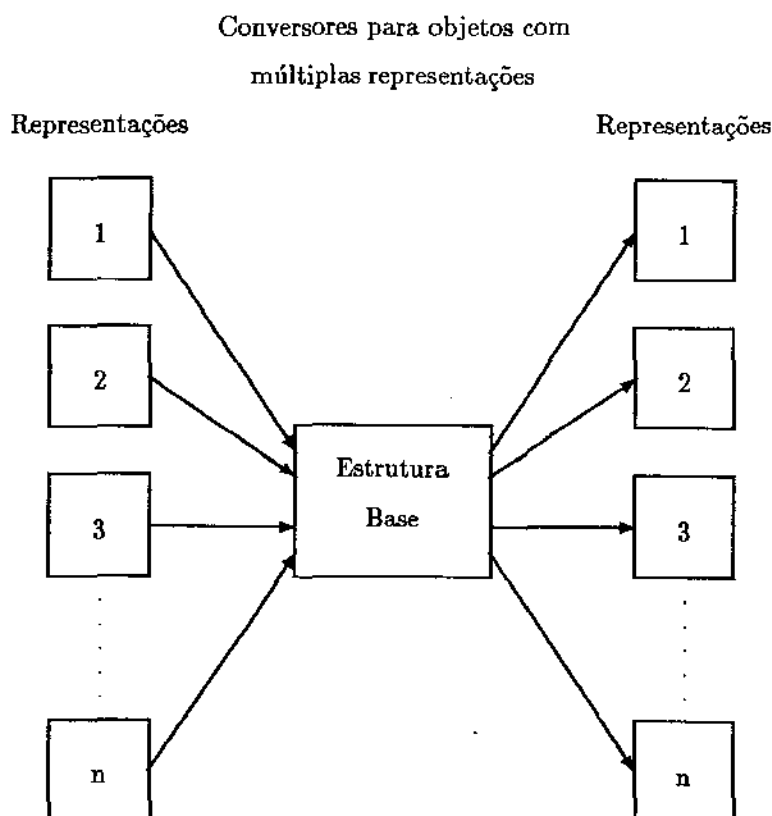 Conversores para objetos com
múltiplas representações
Representações
Representações
1
1
2
2
Estrutura
Base
3
3
n
n